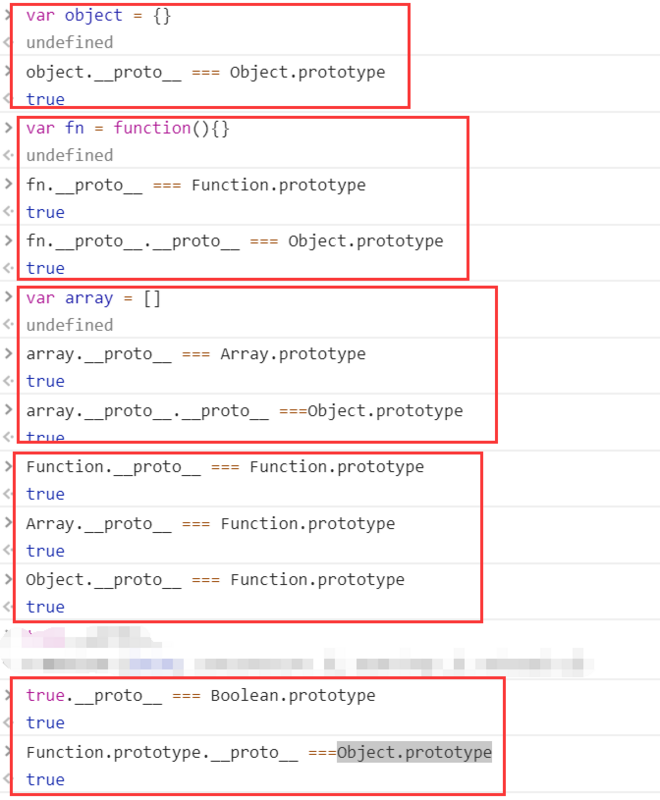 var object = {}
undefined
object.__proto__ === Object.prototype
true
var fn = function(){}
undefined
fn.__proto__ === Function.prototype
true
fn.__proto__.__proto__ === Object.prototype
true
var array = []
undefined
array.__proto__ === Array.prototype
true
array.__proto__.__proto__ ===Object.prototype
true
Function.__proto__ === Function.prototype
true
Array.__proto__ === Function.prototype
true
Object.__proto__ === Function.prototype
true
true.__proto__ === Boolean.prototype
true
Function.prototype.__proto__ ===Object.prototype
true